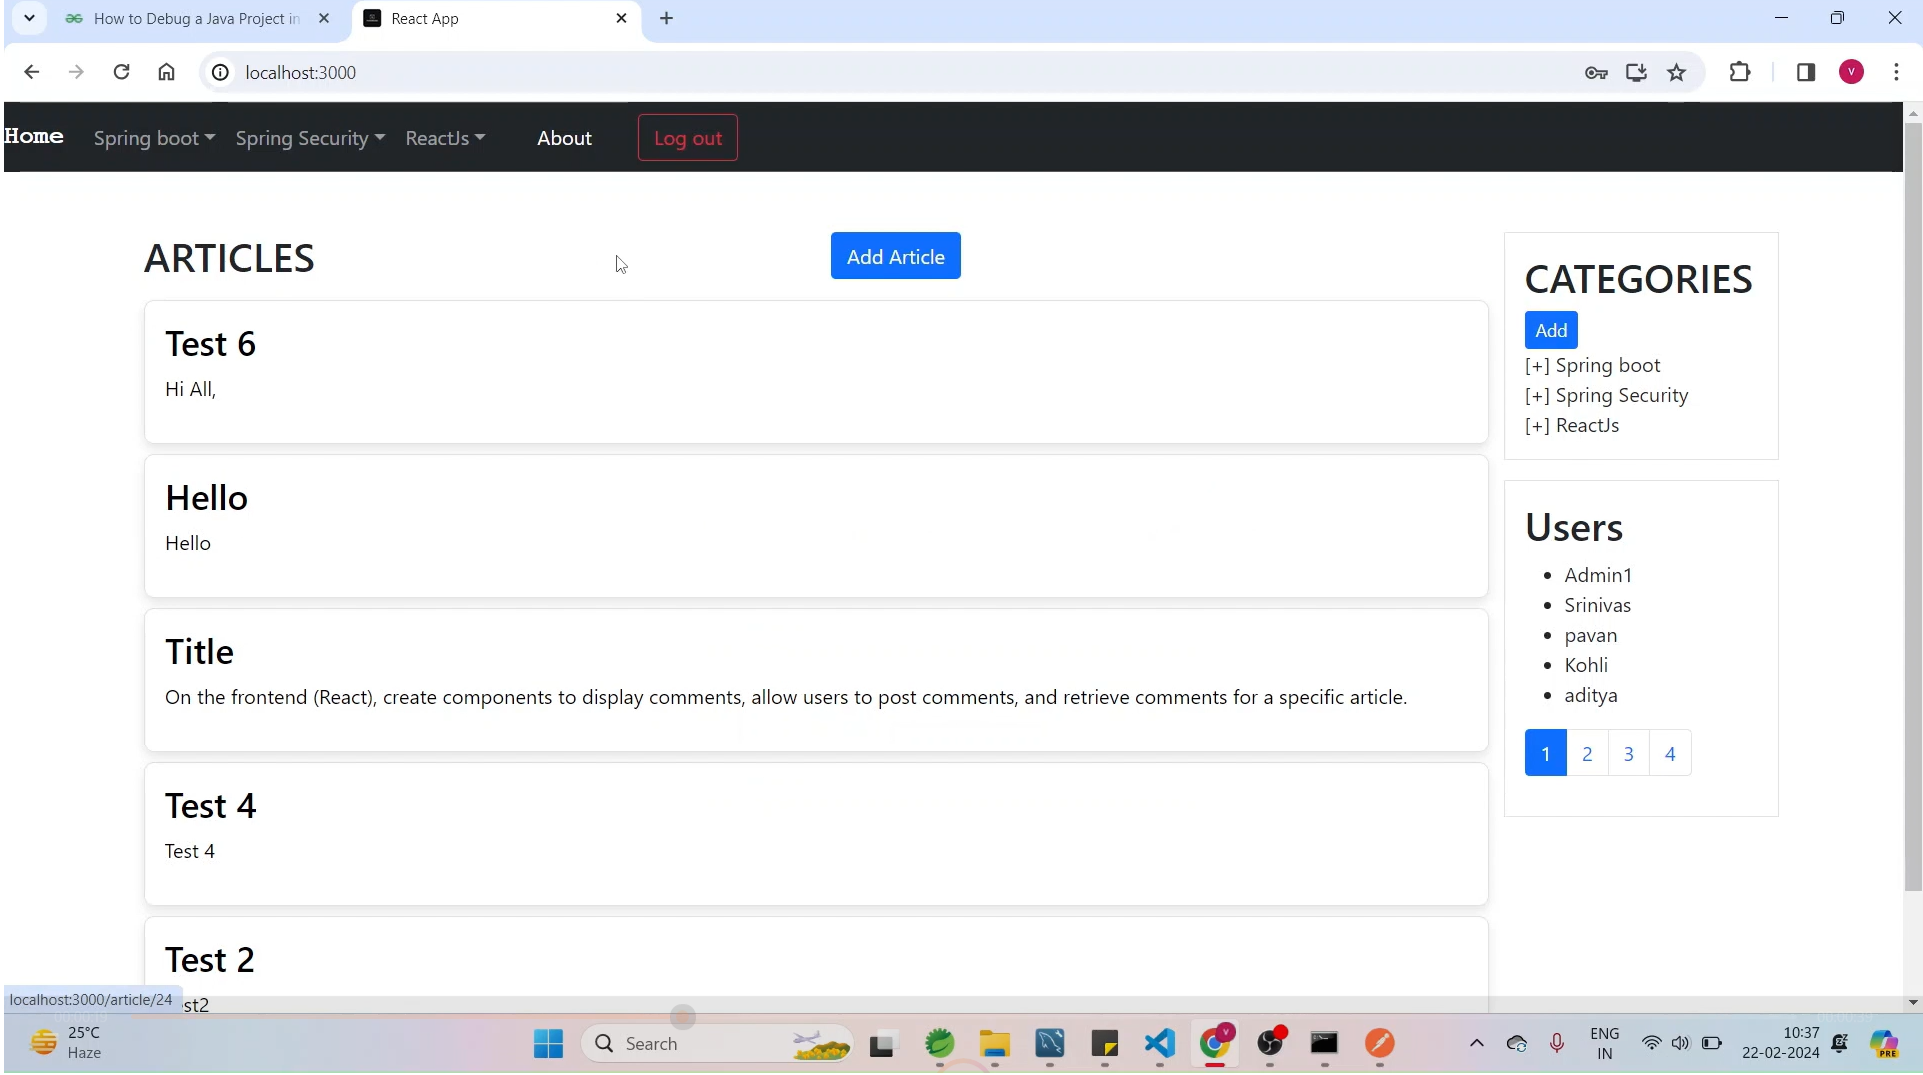 How to Debug a Java Project in
React App
localhost:3000
V
Home
Spring boot
Spring Security
ReactJs
About
Log out
ARTICLES
Add Article
Test 6
Hi All,
Hello
Hello
Title
On the frontend (React), create components to display comments, allow users to post comments, and retrieve comments for a specific article.
Test 4
Test 4
Test 2
st2
CATEGORIES
Add
[+] Spring boot
[+] Spring Security
[+] ReactJs
Users
Admin1
Srinivas
pavan
Kohli
aditya
1 2 3 4
localhost:3000/article/24
25°C
Haze
Search
V
ENG
IN
10:37
22-02-2024
PRE